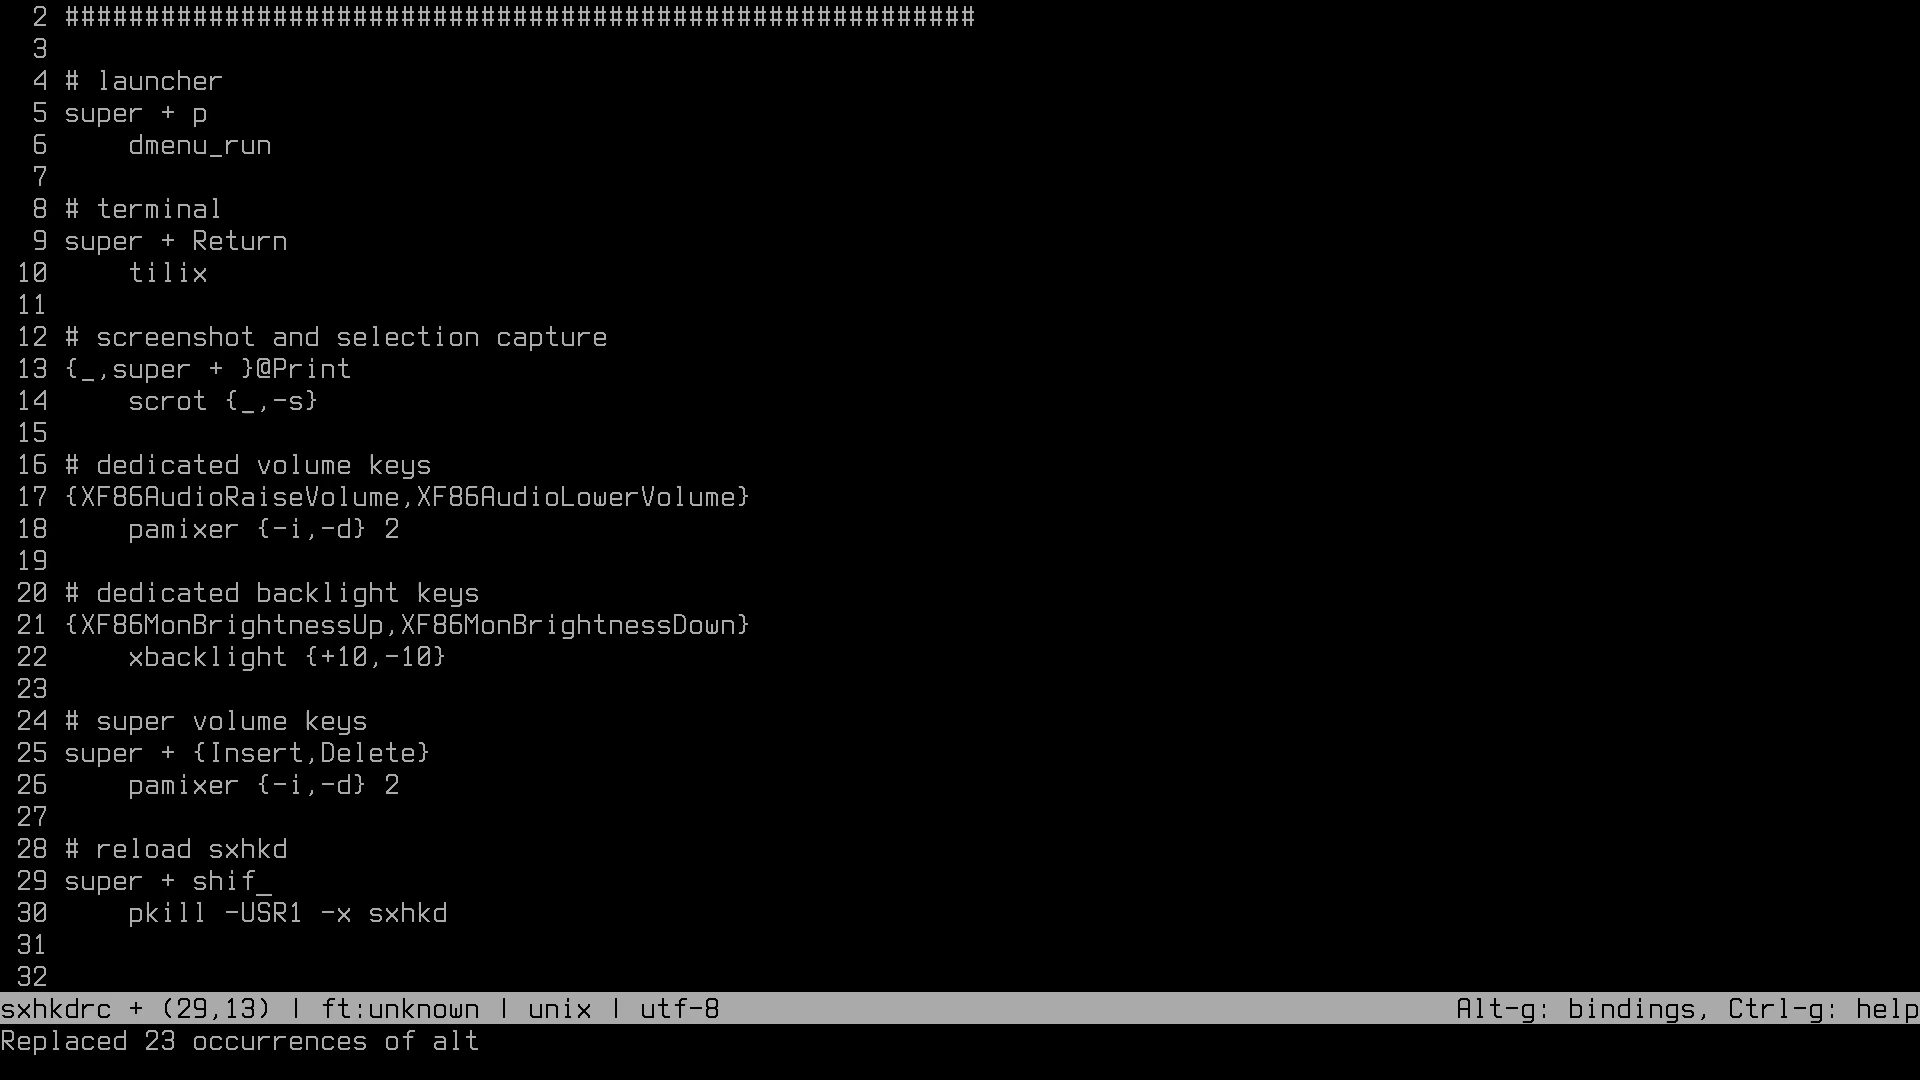 2 #########################################################
3
4 # launcher
5 super + p
6     dmenu_run
7
8 # terminal
9 super + Return
10     tilix
11
12 # screenshot and selection capture
13 {_,super + }@Print
14     scrot {_,-s}
15
16 # dedicated volume keys
17 {XF86AudioRaiseVolume,XF86AudioLowerVolume}
18     pamixer {-i,-d} 2
19
20 # dedicated backlight keys
21 {XF86MonBrightnessUp,XF86MonBrightnessDown}
22     xbacklight {+10,-10}
23
24 # super volume keys
25 super + {Insert,Delete}
26     pamixer {-i,-d} 2
27
28 # reload sxhkd
29 super + shif_
30     pkill -USR1 -x sxhkd
31
32
sxhkdrc + (29,13) | ft:unknown | unix | utf-8 Alt-g: bindings, Ctrl-g: help
Replaced 23 occurrences of alt